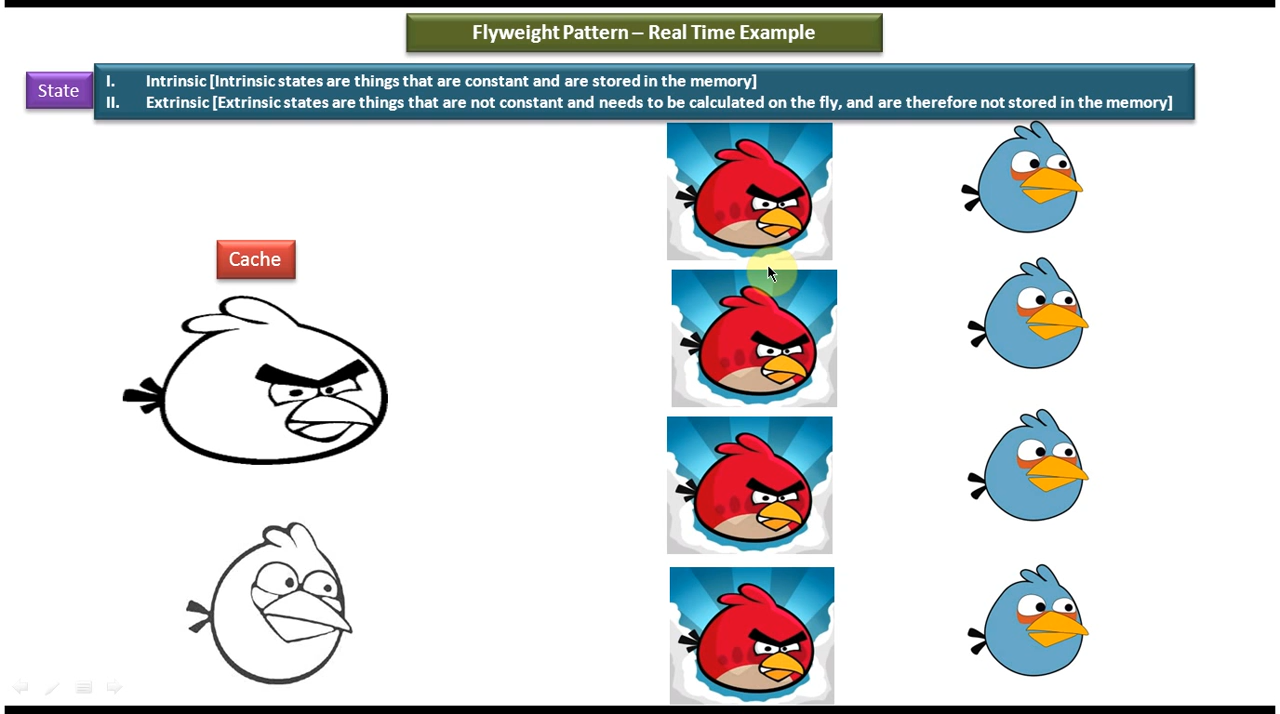 Flyweight Pattern – Real Time Example
State
I. Intrinsic [Intrinsic states are things that are constant and are stored in the memory]
II. Extrinsic [Extrinsic states are things that are not constant and needs to be calculated on the fly, and are therefore not stored in the memory]
Cache